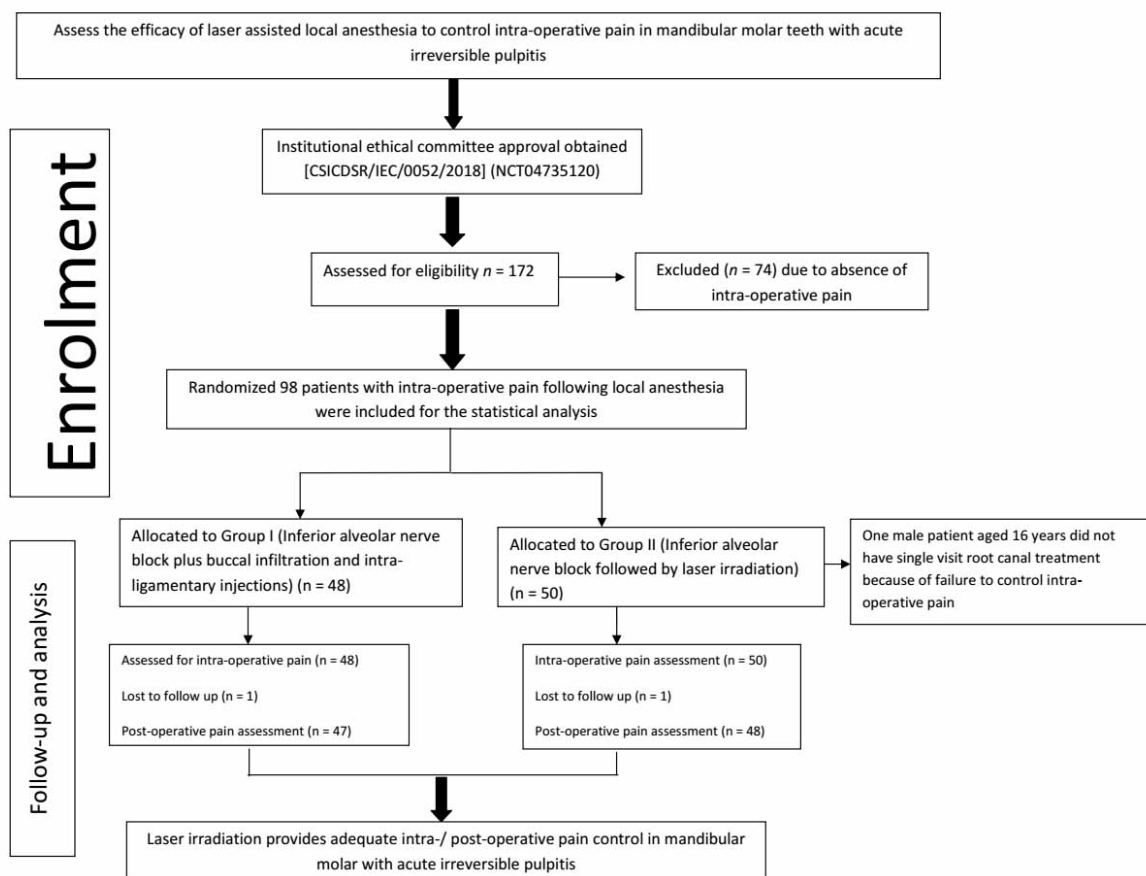 Assess the efficacy of laser assisted local anesthesia to control intra-operative pain in mandibular molar teeth with acute
irreversible pulpitis
Enrolment
Institutional ethical committee approval obtained
[CSICDSR/IEC/0052/2018] (NCT04735120)
Assessed for eligibility n = 172
Excluded (n = 74) due to absence of
intra-operative pain
Randomized 98 patients with intra-operative pain following local anesthesia
were included for the statistical analysis
Follow-up and analysis
Allocated to Group I (Inferior alveolar nerve
block plus buccal infiltration and intra-
ligamentary injections) (n = 48)
Allocated to Group II (Inferior alveolar
nerve block followed by laser irradiation)
(n = 50)
One male patient aged 16 years did not
have single visit root canal treatment
because of failure to control intra-
operative pain
Assessed for intra-operative pain (n = 48)
Lost to follow up (n = 1)
Post-operative pain assessment (n = 47)
Intra-operative pain assessment (n = 50)
Lost to follow up (n = 1)
Post-operative pain assessment (n = 48)
Laser irradiation provides adequate intra-/ post-operative pain control in mandibular
molar with acute irreversible pulpitis